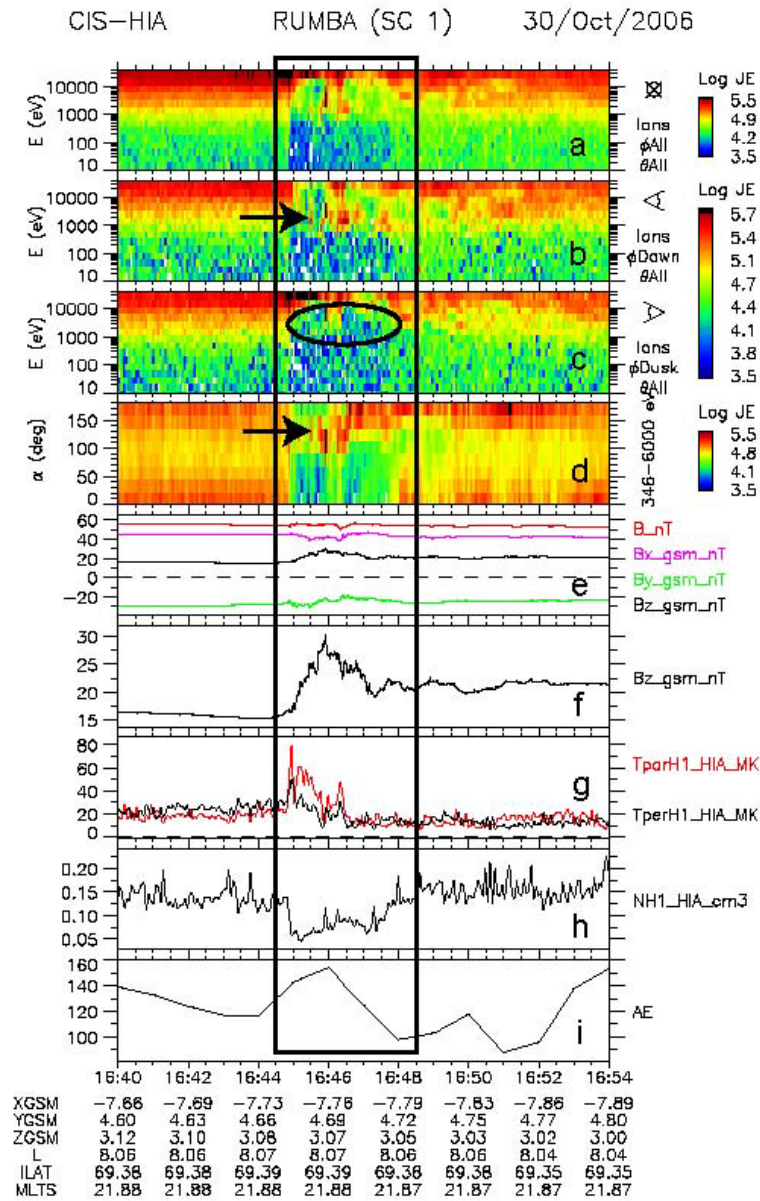 CIS-HIA RUMBA (SC 1) 30/Oct/2006
E (eV) 10000 1000 100 10
a
Ions φAll θAll
Log JE 5.5 4.9 4.2 3.5
E (eV) 10000 1000 100 10
b
Ions φDawn θAll
Log JE 5.7 5.4 5.1 4.7 4.4 4.1 3.8 3.5
E (eV) 10000 1000 100 10
c
Ions φDusk θAll
α (deg) 150 100 50 0
d
346-6000 eV
Log JE 5.5 4.8 4.1 3.5
60 40 20 0 -20
e
B_nT
Bx_gsm_nT
By_gsm_nT
Bz_gsm_nT
30 25 20 15
f
Bz_gsm_nT
80 60 40 20 0
g
TparH1_HIA_MK
TperH1_HIA_MK
0.20 0.15 0.10 0.05
h
NH1_HIA_cm3
160 140 120 100
i
AE
16:40 16:42 16:44 16:46 16:48 16:50 16:52 16:54
XGSM -7.66 -7.69 -7.73 -7.76 -7.79 -7.83 -7.86 -7.89
YGSM 4.60 4.63 4.66 4.69 4.72 4.75 4.77 4.80
ZGSM 3.12 3.10 3.08 3.07 3.05 3.03 3.02 3.00
L 8.06 8.06 8.07 8.07 8.06 8.06 8.04 8.04
ILAT 69.38 69.38 69.39 69.39 69.38 69.38 69.35 69.35
MLTS 21.88 21.88 21.88 21.88 21.87 21.87 21.87 21.87